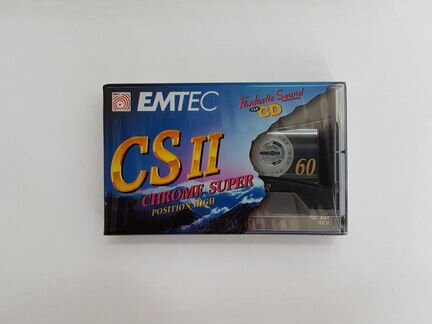 EMTEC
Fantastic Sound
CD
CS II
60
CHROME SUPER
POSITION HIGH